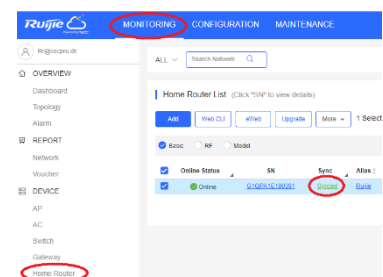 Ruijie
MONITORING CONFIGURATION MAINTENANCE
ALL Search Network
OVERVIEW
Dashboard
Topology
Alarm
REPORT
Network
Voucher
DEVICE
AP
AC
Switch
Gateway
Home Router
Home Router List (Click "SN" to view details)
Add Web CLI eWeb Upgrade More 1 Select
Basic RF Model
Online Status SN Sync Alias
Online Synced Ruijie